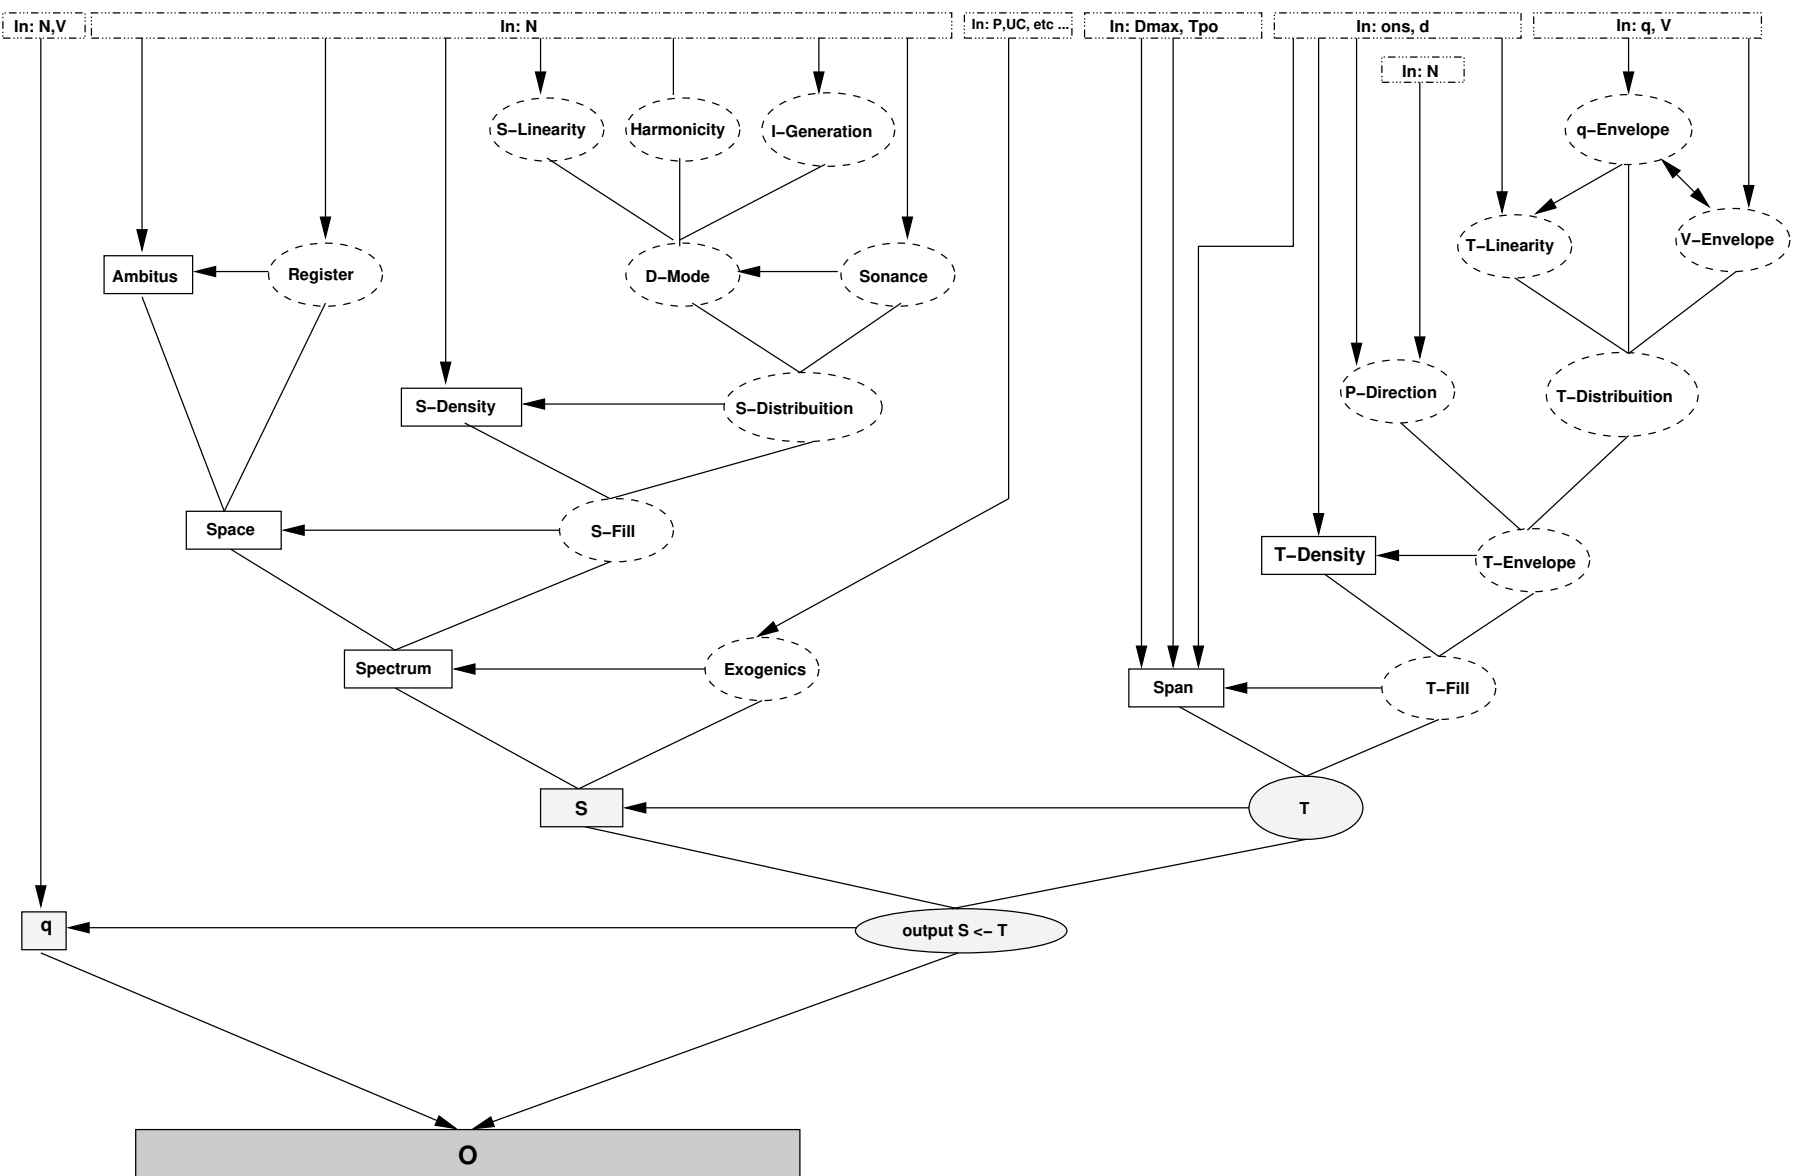 In: N,V
In: N
In: P,UC, etc ...
In: Dmax, Tpo
In: ons, d
In: q, V
In: N
S–Linearity
Harmonicity
I–Generation
q–Envelope
T–Linearity
V–Envelope
Ambitus
Register
D–Mode
Sonance
S–Density
S–Distribuition
P–Direction
T–Distribuition
Space
S–Fill
T–Density
T–Envelope
Spectrum
Exogenics
Span
T–Fill
S
T
q
output S <– T
O